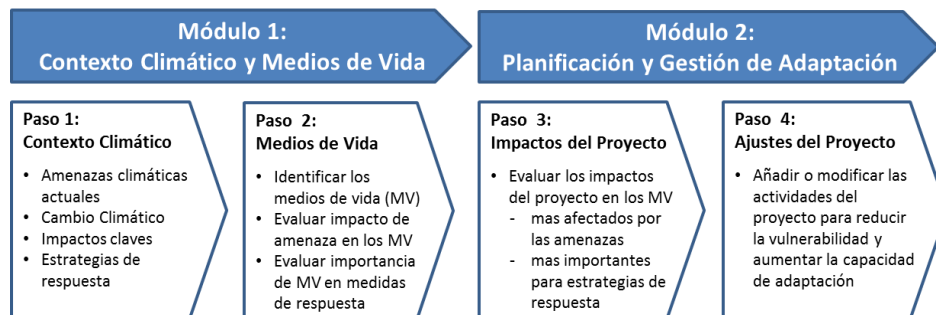 Módulo 1:
Contexto Climático y Medios de Vida
Módulo 2:
Planificación y Gestión de Adaptación
Paso 1:
Contexto Climático
• Amenazas climáticas
actuales
• Cambio Climático
• Impactos claves
• Estrategias de
respuesta
Paso 2:
Medios de Vida
• Identificar los
medios de vida (MV)
• Evaluar impacto de
amenaza en los MV
• Evaluar importancia
de MV en medidas
de respuesta
Paso 3:
Impactos del Proyecto
• Evaluar los impactos
del proyecto en los MV
- mas afectados por
las amenazas
- mas importantes
para estrategias de
respuesta
Paso 4:
Ajustes del Proyecto
• Añadir o modificar las
actividades del
proyecto para reducir
la vulnerabilidad y
aumentar la capacidad
de adaptación